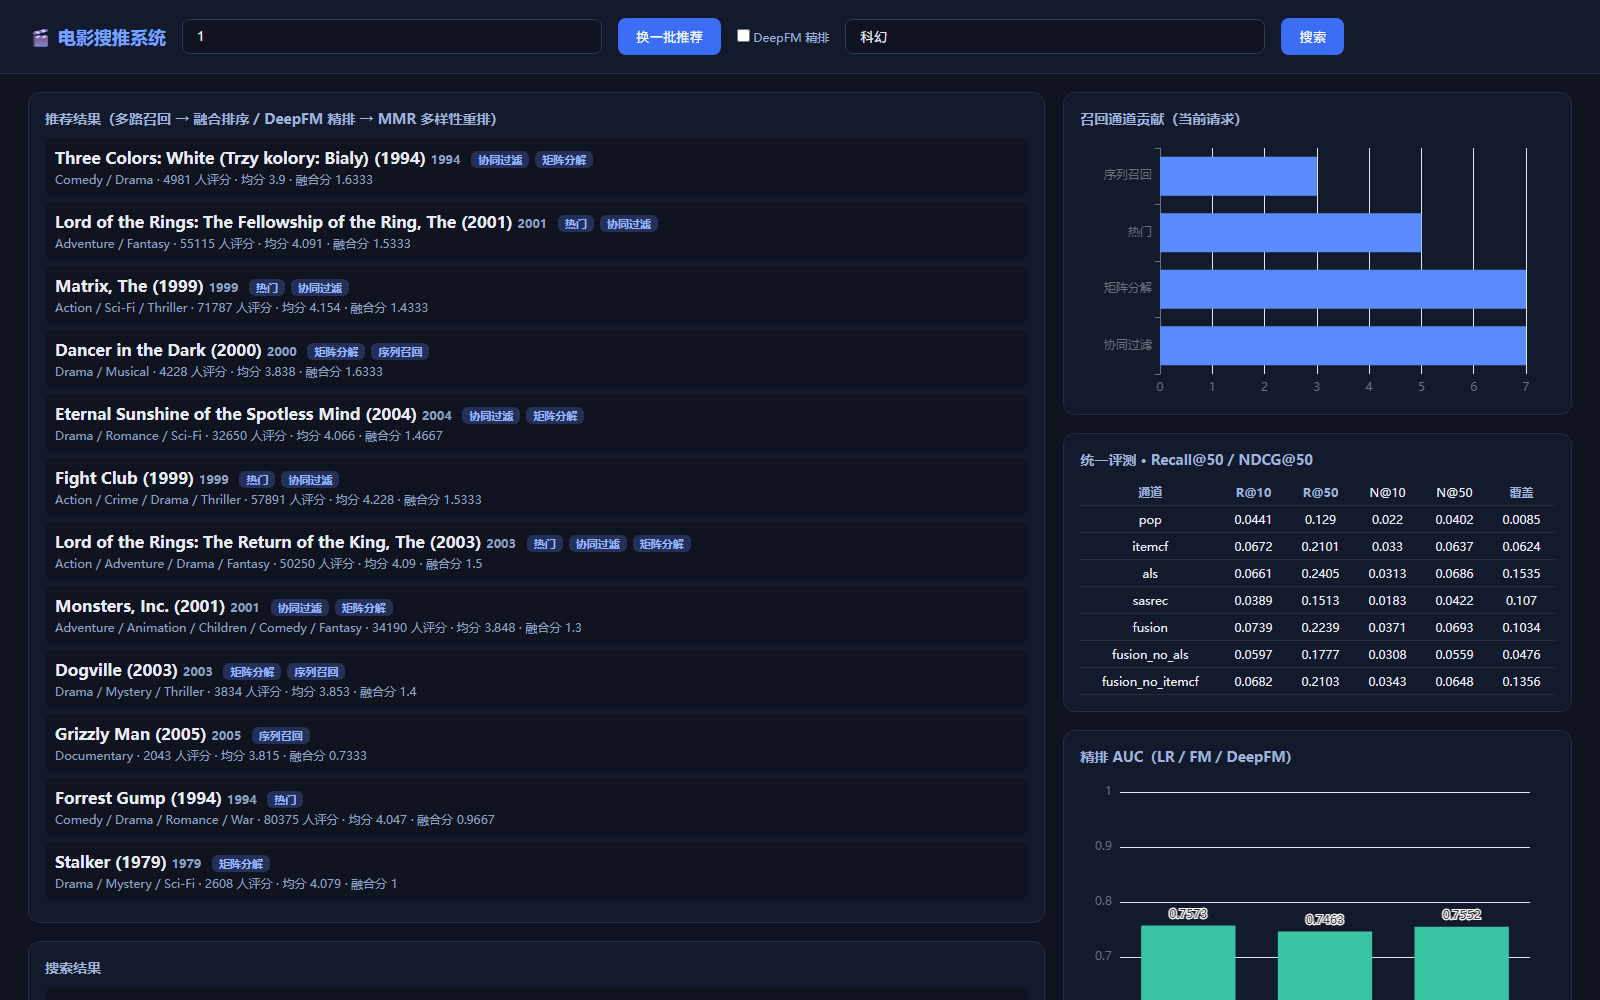 🎬 电影搜推系统 1 换一批推荐 DeepFM 精排 科幻 搜索
推荐结果（多路召回 → 融合排序 / DeepFM 精排 → MMR 多样性重排）
Three Colors: White (Trzy kolory: Bialy) (1994) 1994 协同过滤 矩阵分解
Comedy / Drama · 4981 人评分 · 均分 3.9 · 融合分 1.6333
Lord of the Rings: The Fellowship of the Ring, The (2001) 2001 热门 协同过滤
Adventure / Fantasy · 55115 人评分 · 均分 4.091 · 融合分 1.5333
Matrix, The (1999) 1999 热门 协同过滤
Action / Sci-Fi / Thriller · 71787 人评分 · 均分 4.154 · 融合分 1.4333
Dancer in the Dark (2000) 2000 矩阵分解 序列召回
Drama / Musical · 4228 人评分 · 均分 3.838 · 融合分 1.6333
Eternal Sunshine of the Spotless Mind (2004) 2004 协同过滤 矩阵分解
Drama / Romance / Sci-Fi · 32650 人评分 · 均分 4.066 · 融合分 1.4667
Fight Club (1999) 1999 热门 协同过滤
Action / Crime / Drama / Thriller · 57891 人评分 · 均分 4.228 · 融合分 1.5333
Lord of the Rings: The Return of the King, The (2003) 2003 热门 协同过滤 矩阵分解
Action / Adventure / Drama / Fantasy · 50250 人评分 · 均分 4.09 · 融合分 1.5
Monsters, Inc. (2001) 2001 协同过滤 矩阵分解
Adventure / Animation / Children / Comedy / Fantasy · 34190 人评分 · 均分 3.848 · 融合分 1.3
Dogville (2003) 2003 矩阵分解 序列召回
Drama / Mystery / Thriller · 3834 人评分 · 均分 3.853 · 融合分 1.4
Grizzly Man (2005) 2005 序列召回
Documentary · 2043 人评分 · 均分 3.815 · 融合分 0.7333
Forrest Gump (1994) 1994 热门
Comedy / Drama / Romance / War · 80375 人评分 · 均分 4.047 · 融合分 0.9667
Stalker (1979) 1979 矩阵分解
Drama / Mystery / Sci-Fi · 2608 人评分 · 均分 4.079 · 融合分 1
搜索结果
召回通道贡献（当前请求）
序列召回
热门
矩阵分解
协同过滤
0 1 2 3 4 5 6 7
统一评测 • Recall@50 / NDCG@50
通道 R@10 R@50 N@10 N@50 覆盖
pop 0.0441 0.129 0.022 0.0402 0.0085
itemcf 0.0672 0.2101 0.033 0.0637 0.0624
als 0.0661 0.2405 0.0313 0.0686 0.1535
sasrec 0.0389 0.1513 0.0183 0.0422 0.107
fusion 0.0739 0.2239 0.0371 0.0693 0.1034
fusion_no_als 0.0597 0.1777 0.0308 0.0559 0.0476
fusion_no_itemcf 0.0682 0.2103 0.0343 0.0648 0.1356
精排 AUC（LR / FM / DeepFM）
1
0.9
0.8
0.7573 0.7463 0.7552
0.7